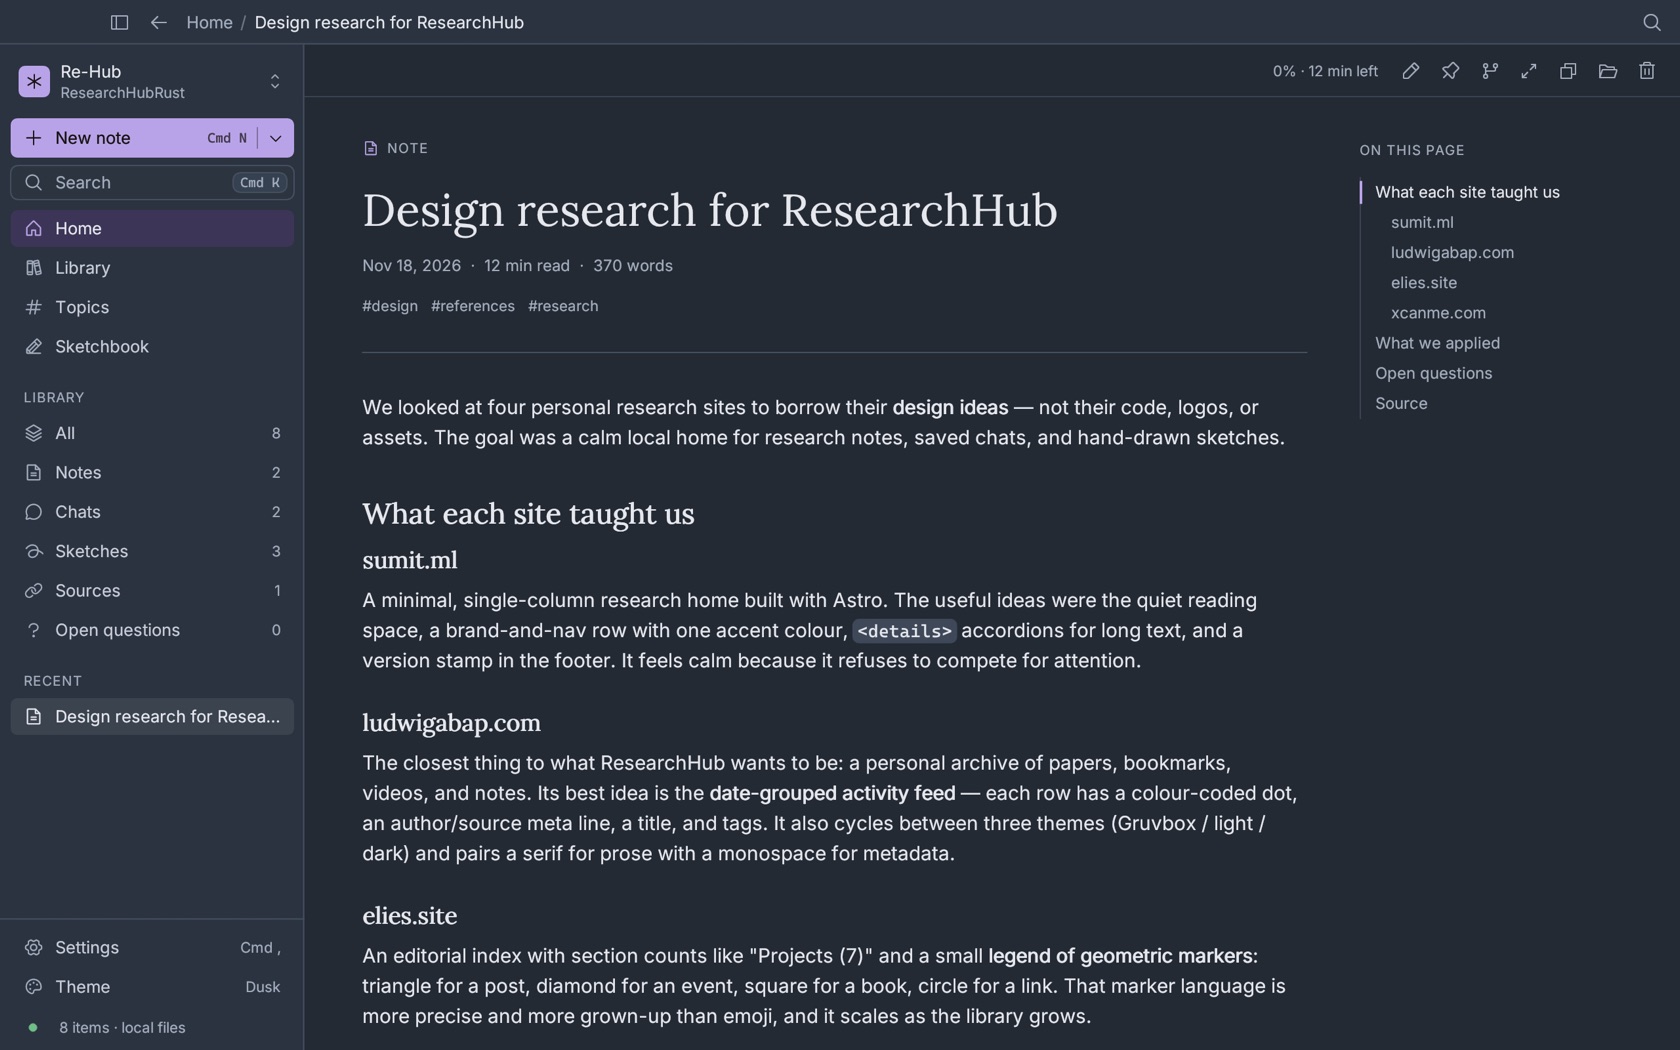 Home / Design research for ResearchHub
Re-Hub
ResearchHubRust
New note Cmd N
Search Cmd K
Home
Library
Topics
Sketchbook
LIBRARY
All 8
Notes 2
Chats 2
Sketches 3
Sources 1
Open questions 0
RECENT
Design research for Resea...
Settings Cmd ,
Theme Dusk
8 items · local files
0% · 12 min left
NOTE
Design research for ResearchHub
Nov 18, 2026 · 12 min read · 370 words
#design #references #research
We looked at four personal research sites to borrow their design ideas — not their code, logos, or
assets. The goal was a calm local home for research notes, saved chats, and hand-drawn sketches.
What each site taught us
sumit.ml
A minimal, single-column research home built with Astro. The useful ideas were the quiet reading
space, a brand-and-nav row with one accent colour, <details> accordions for long text, and a
version stamp in the footer. It feels calm because it refuses to compete for attention.
ludwigabap.com
The closest thing to what ResearchHub wants to be: a personal archive of papers, bookmarks,
videos, and notes. Its best idea is the date-grouped activity feed — each row has a colour-coded dot,
an author/source meta line, a title, and tags. It also cycles between three themes (Gruvbox / light /
dark) and pairs a serif for prose with a monospace for metadata.
elies.site
An editorial index with section counts like "Projects (7)" and a small legend of geometric markers:
triangle for a post, diamond for an event, square for a book, circle for a link. That marker language is
more precise and more grown-up than emoji, and it scales as the library grows.
ON THIS PAGE
What each site taught us
sumit.ml
ludwigabap.com
elies.site
xcanme.com
What we applied
Open questions
Source